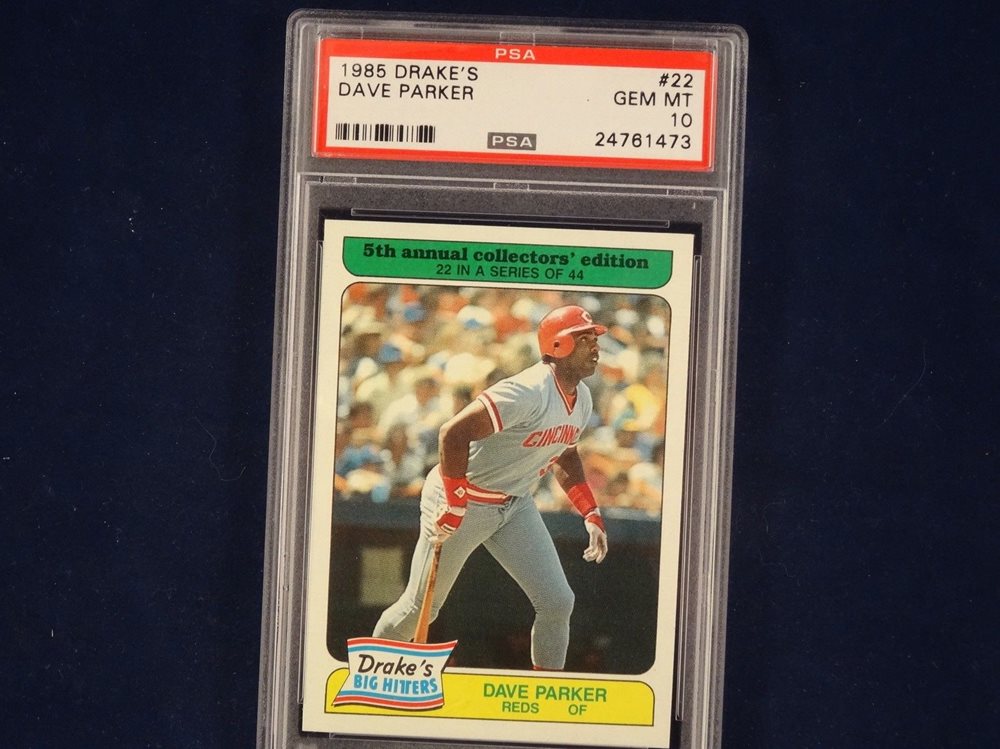 PSA
1985 DRAKE'S #22
DAVE PARKER GEM MT
10
PSA 24761473
5th annual collectors' edition
22 IN A SERIES OF 44
C
CINCINN
Drake's
BIG HITTERS
DAVE PARKER
REDS OF